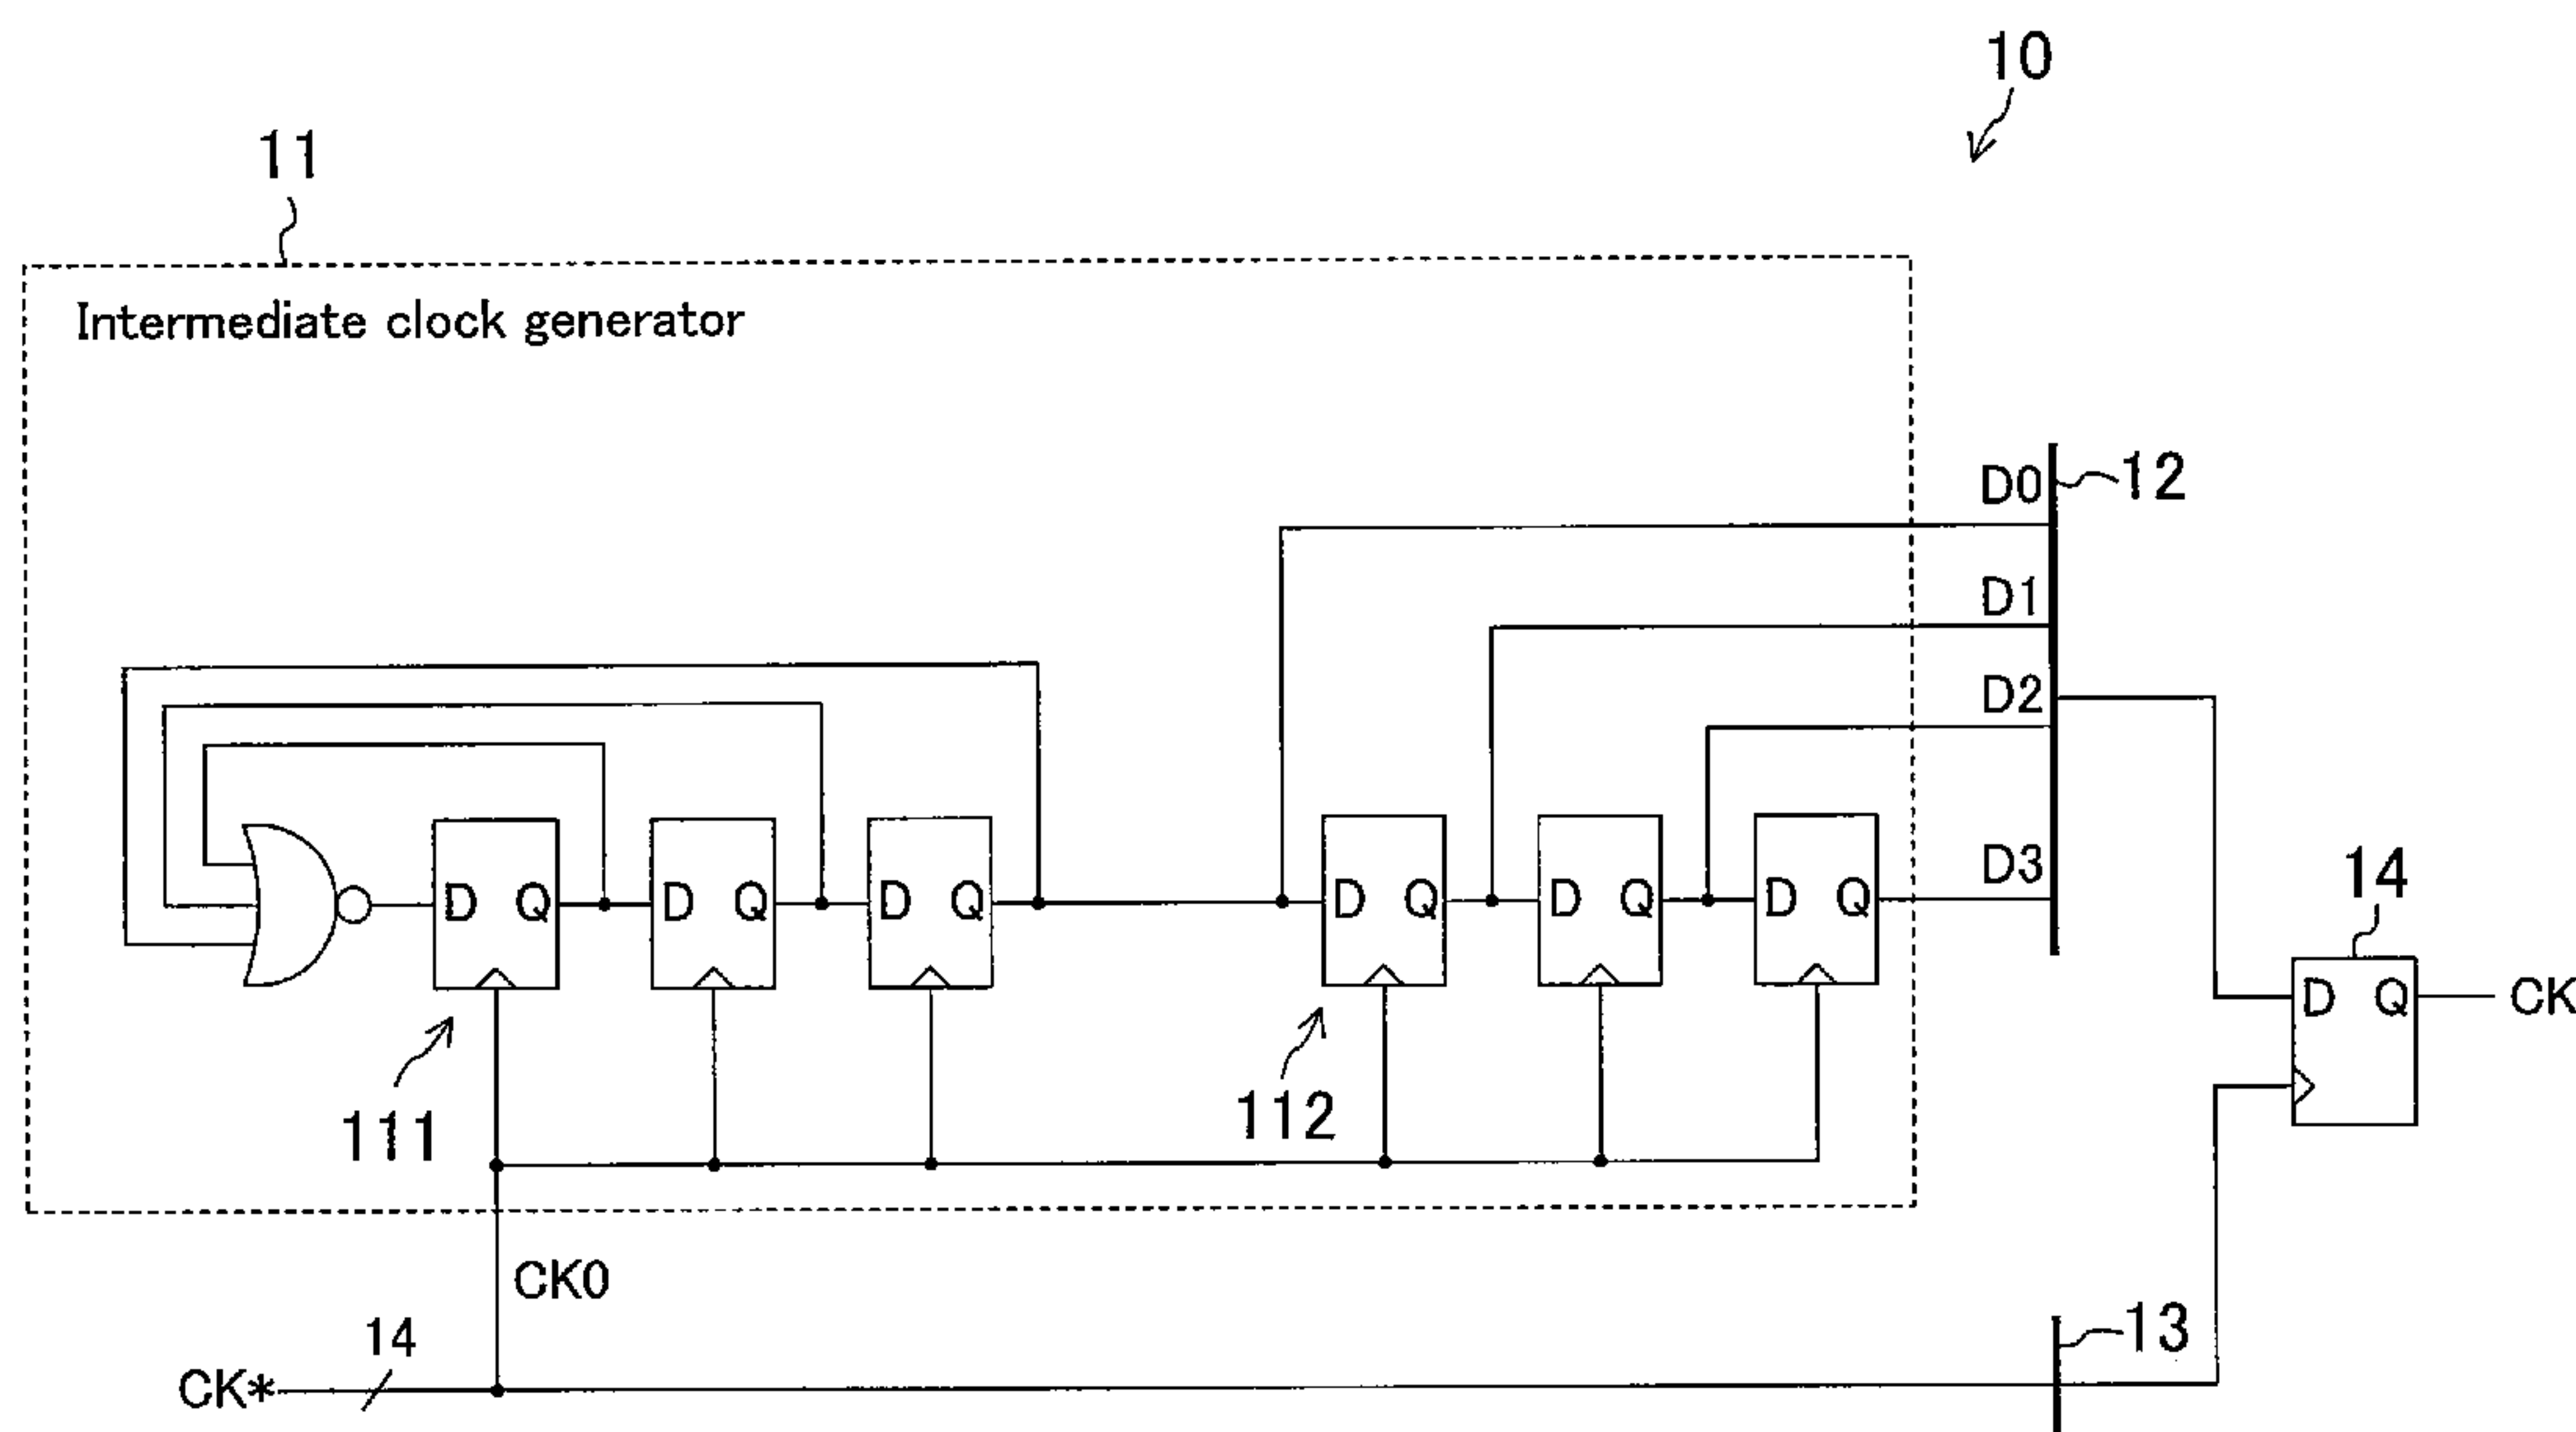 10
11
Intermediate clock generator
D0
12
D1
D2
D3
D Q
D Q
D Q
D Q
D Q
D Q
14
D Q
CK
111
112
CK0
14
13
CK*